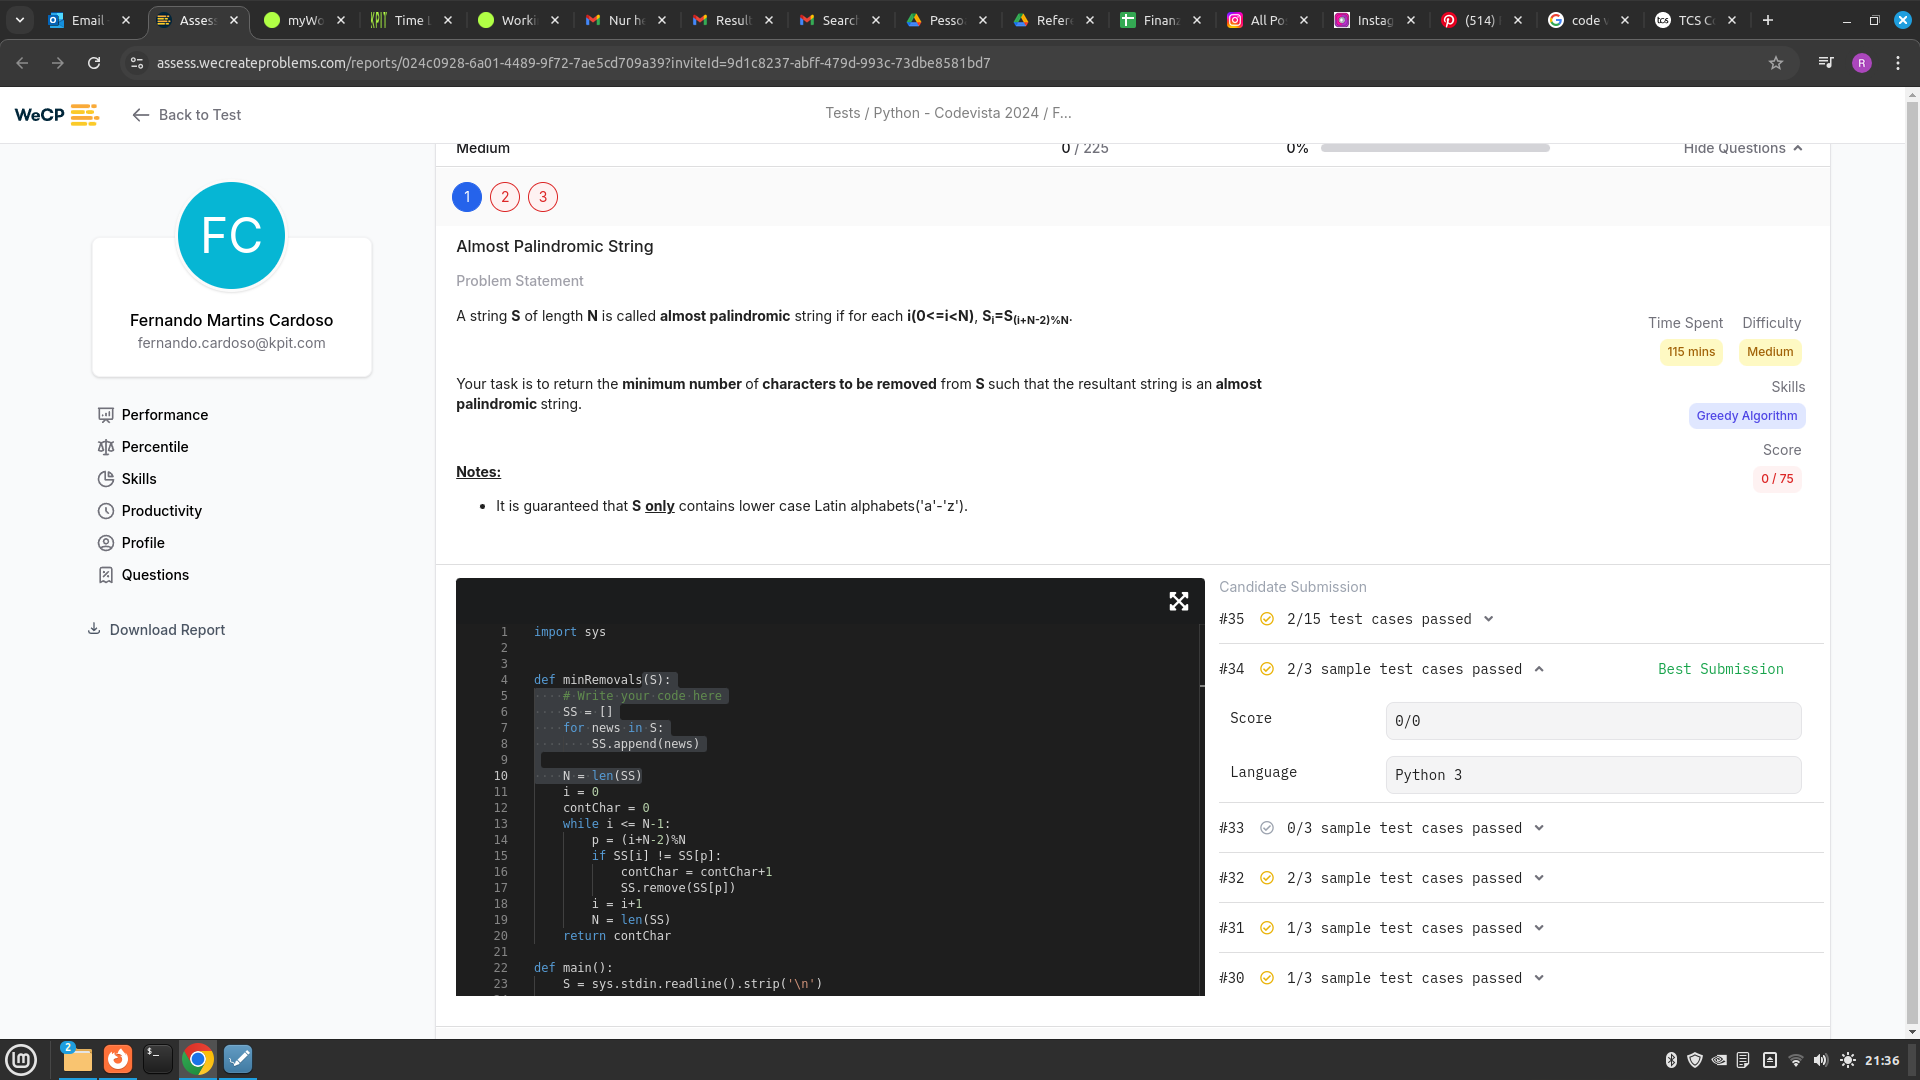 Email
Assess
myWo
KPIT Time L
Worki
Nur he
Result
Search
Pesso
Refere
Finanz
All Po
Instag
(514)
code v
tcs TCS C
assess.wecreateproblems.com/reports/024c0928-6a01-4489-9f72-7ae5cd709a39?inviteId=9d1c8237-abff-479d-993c-73dbe8581bd7
R
WeCP
Back to Test
Tests / Python - Codevista 2024 / F...
Medium
0 / 225
0%
Hide Questions
1
2
3
FC
Fernando Martins Cardoso
fernando.cardoso@kpit.com
Performance
Percentile
Skills
Productivity
Profile
Questions
Download Report
Almost Palindromic String
Problem Statement
A string S of length N is called almost palindromic string if for each i(0<=i<N), Si=S(i+N-2)%N.
Your task is to return the minimum number of characters to be removed from S such that the resultant string is an almost
palindromic string.
Notes:
• It is guaranteed that S only contains lower case Latin alphabets('a'-'z').
Time Spent
Difficulty
115 mins
Medium
Skills
Greedy Algorithm
Score
0 / 75
1 import sys
2
3
4 def minRemovals(S):
5     # Write your code here
6     SS = []
7     for news in S:
8         SS.append(news)
9
10     N = len(SS)
11     i = 0
12     contChar = 0
13     while i <= N-1:
14         p = (i+N-2)%N
15         if SS[i] != SS[p]:
16             contChar = contChar+1
17             SS.remove(SS[p])
18         i = i+1
19         N = len(SS)
20     return contChar
21
22 def main():
23     S = sys.stdin.readline().strip('\n')
Candidate Submission
#35 2/15 test cases passed
#34 2/3 sample test cases passed
Best Submission
Score
0/0
Language
Python 3
#33 0/3 sample test cases passed
#32 2/3 sample test cases passed
#31 1/3 sample test cases passed
#30 1/3 sample test cases passed
2
21:36